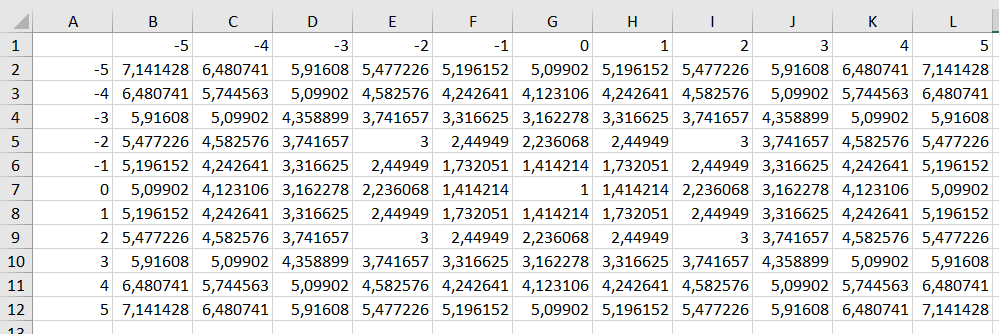 A B C D E F G H I J K L
1 -5 -4 -3 -2 -1 0 1 2 3 4 5
2 -5 7,141428 6,480741 5,91608 5,477226 5,196152 5,09902 5,196152 5,477226 5,91608 6,480741 7,141428
3 -4 6,480741 5,744563 5,09902 4,582576 4,242641 4,123106 4,242641 4,582576 5,09902 5,744563 6,480741
4 -3 5,91608 5,09902 4,358899 3,741657 3,316625 3,162278 3,316625 3,741657 4,358899 5,09902 5,91608
5 -2 5,477226 4,582576 3,741657 3 2,44949 2,236068 2,44949 3 3,741657 4,582576 5,477226
6 -1 5,196152 4,242641 3,316625 2,44949 1,732051 1,414214 1,732051 2,44949 3,316625 4,242641 5,196152
7 0 5,09902 4,123106 3,162278 2,236068 1,414214 1 1,414214 2,236068 3,162278 4,123106 5,09902
8 1 5,196152 4,242641 3,316625 2,44949 1,732051 1,414214 1,732051 2,44949 3,316625 4,242641 5,196152
9 2 5,477226 4,582576 3,741657 3 2,44949 2,236068 2,44949 3 3,741657 4,582576 5,477226
10 3 5,91608 5,09902 4,358899 3,741657 3,316625 3,162278 3,316625 3,741657 4,358899 5,09902 5,91608
11 4 6,480741 5,744563 5,09902 4,582576 4,242641 4,123106 4,242641 4,582576 5,09902 5,744563 6,480741
12 5 7,141428 6,480741 5,91608 5,477226 5,196152 5,09902 5,196152 5,477226 5,91608 6,480741 7,141428
13